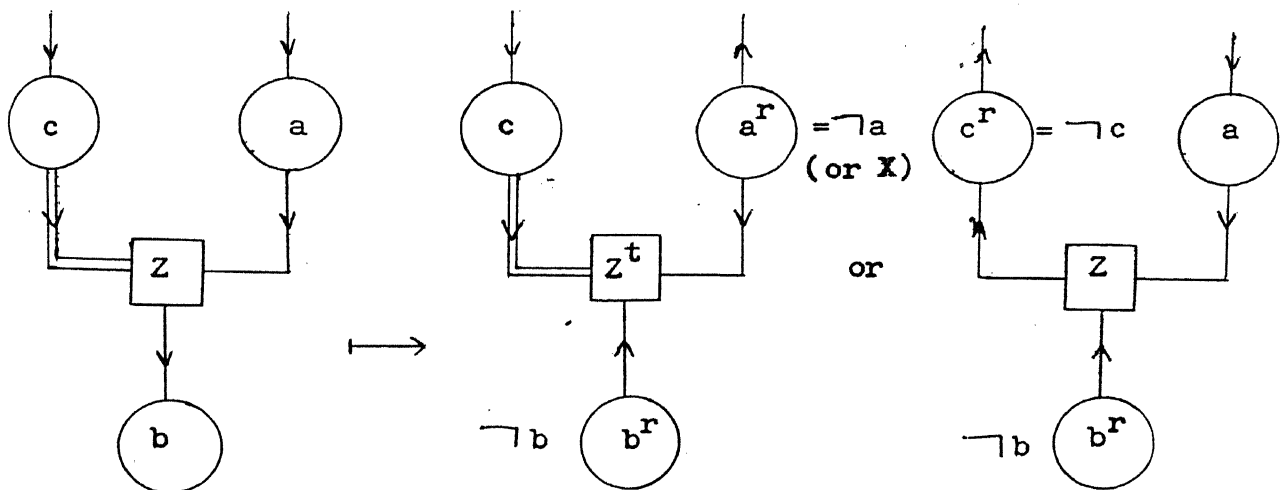 c a c a^r =¬a c^r =¬c a
(or X)
Z Z^t or Z
b ¬b b^r ¬b b^r